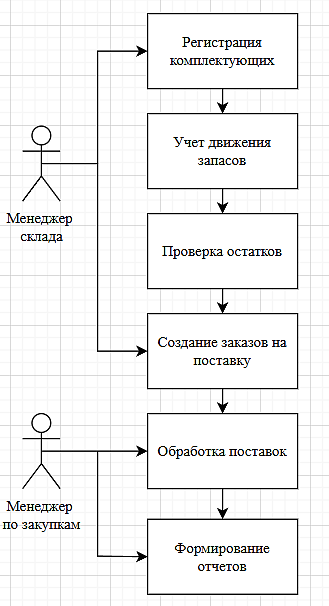 Регистрация
комплектующих
Учет движения
запасов
Менеджер
склада
Проверка остатков
Создание заказов на
поставку
Обработка поставок
Менеджер
по закупкам
Формирование
отчетов